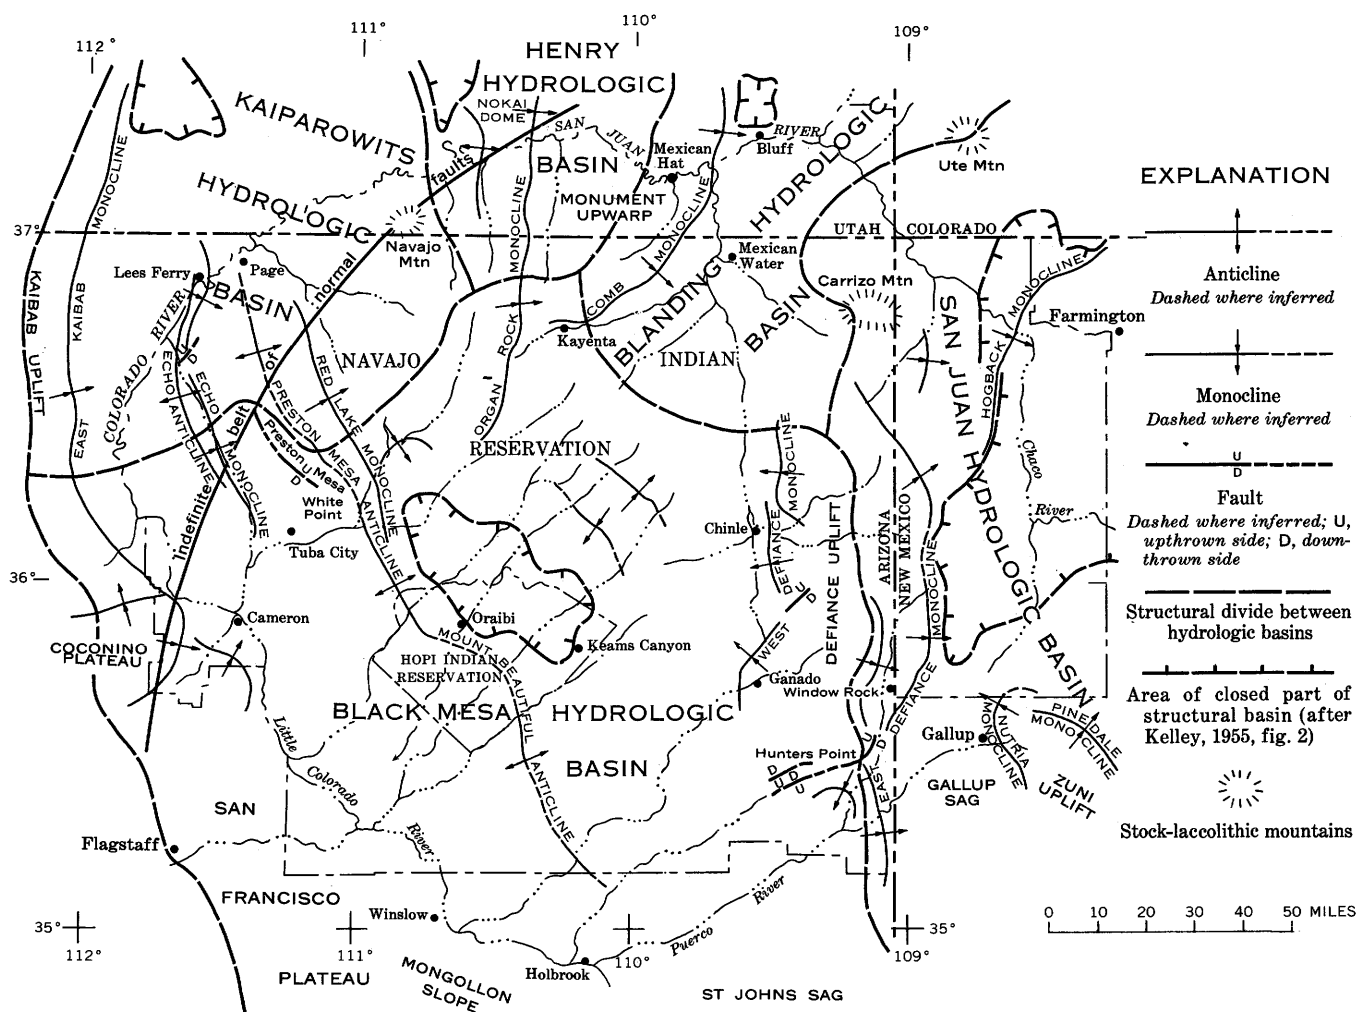 112°
111°
110°
109°
HENRY
HYDROLOGIC
BASIN
NOKAI
DOME
SAN
JUAN
RIVER
KAIPAROWITS
HYDROLOGIC
BASIN
faults
Mexican
Hat
Bluff
MONUMENT
UPWARP
Ute Mtn
BLANDING
HYDROLOGIC
BASIN
EXPLANATION
MONOCLINE
37°
UTAH
COLORADO
Navajo
Mtn
Mexican
Water
Lees Ferry
Page
normal
MONOCLINE
COMB
MONOCLINE
Carrizo Mtn
Anticline
Dashed where inferred
KAIBAB
UPLIFT
KAIBAB
EAST
COLORADO
RIVER
U
D
Kayenta
Farmington
NAVAJO
INDIAN
RESERVATION
ROCK
ORGAN
SAN JUAN HYDROLOGIC BASIN
HOGBACK
MONOCLINE
of
belt
indefinite
ECHO
ANTICLINE
ECHO
MONOCLINE
RED
LAKE
MONOCLINE
PRESTON
MESA
ANTICLINE
Preston
Mesa
U
D
White
Point
Monocline
Dashed where inferred
U
D
Fault
Dashed where inferred; U,
upthrown side; D, down-
thrown side
Chaco
River
Tuba City
Chinle
MONOCLINE
DEFIANCE
WEST
U
D
DEFIANCE UPLIFT
ARIZONA
NEW MEXICO
MONOCLINE
DEFIANCE
EAST
36°
Cameron
Oraibi
Keams Canyon
COCONINO
PLATEAU
HOPI INDIAN
RESERVATION
MOUNT
BEAUTIFUL
ANTICLINE
Ganado
Window Rock
Structural divide between
hydrologic basins
BLACK MESA
HYDROLOGIC
BASIN
Area of closed part of
structural basin (after
Kelley, 1955, fig. 2)
Little
Colorado
River
Hunters Point
U
D
D
D
U
U
Gallup
NUTRIA
MONOCLINE
PINEDALE
MONOCLINE
GALLUP
SAG
ZUNI
UPLIFT
Stock-laccolithic mountains
SAN
FRANCISCO
PLATEAU
Flagstaff
Winslow
Holbrook
Puerco
River
MONGOLLON
SLOPE
ST JOHNS SAG
35°
112°
111°
110°
35°
109°
0 10 20 30 40 50 MILES